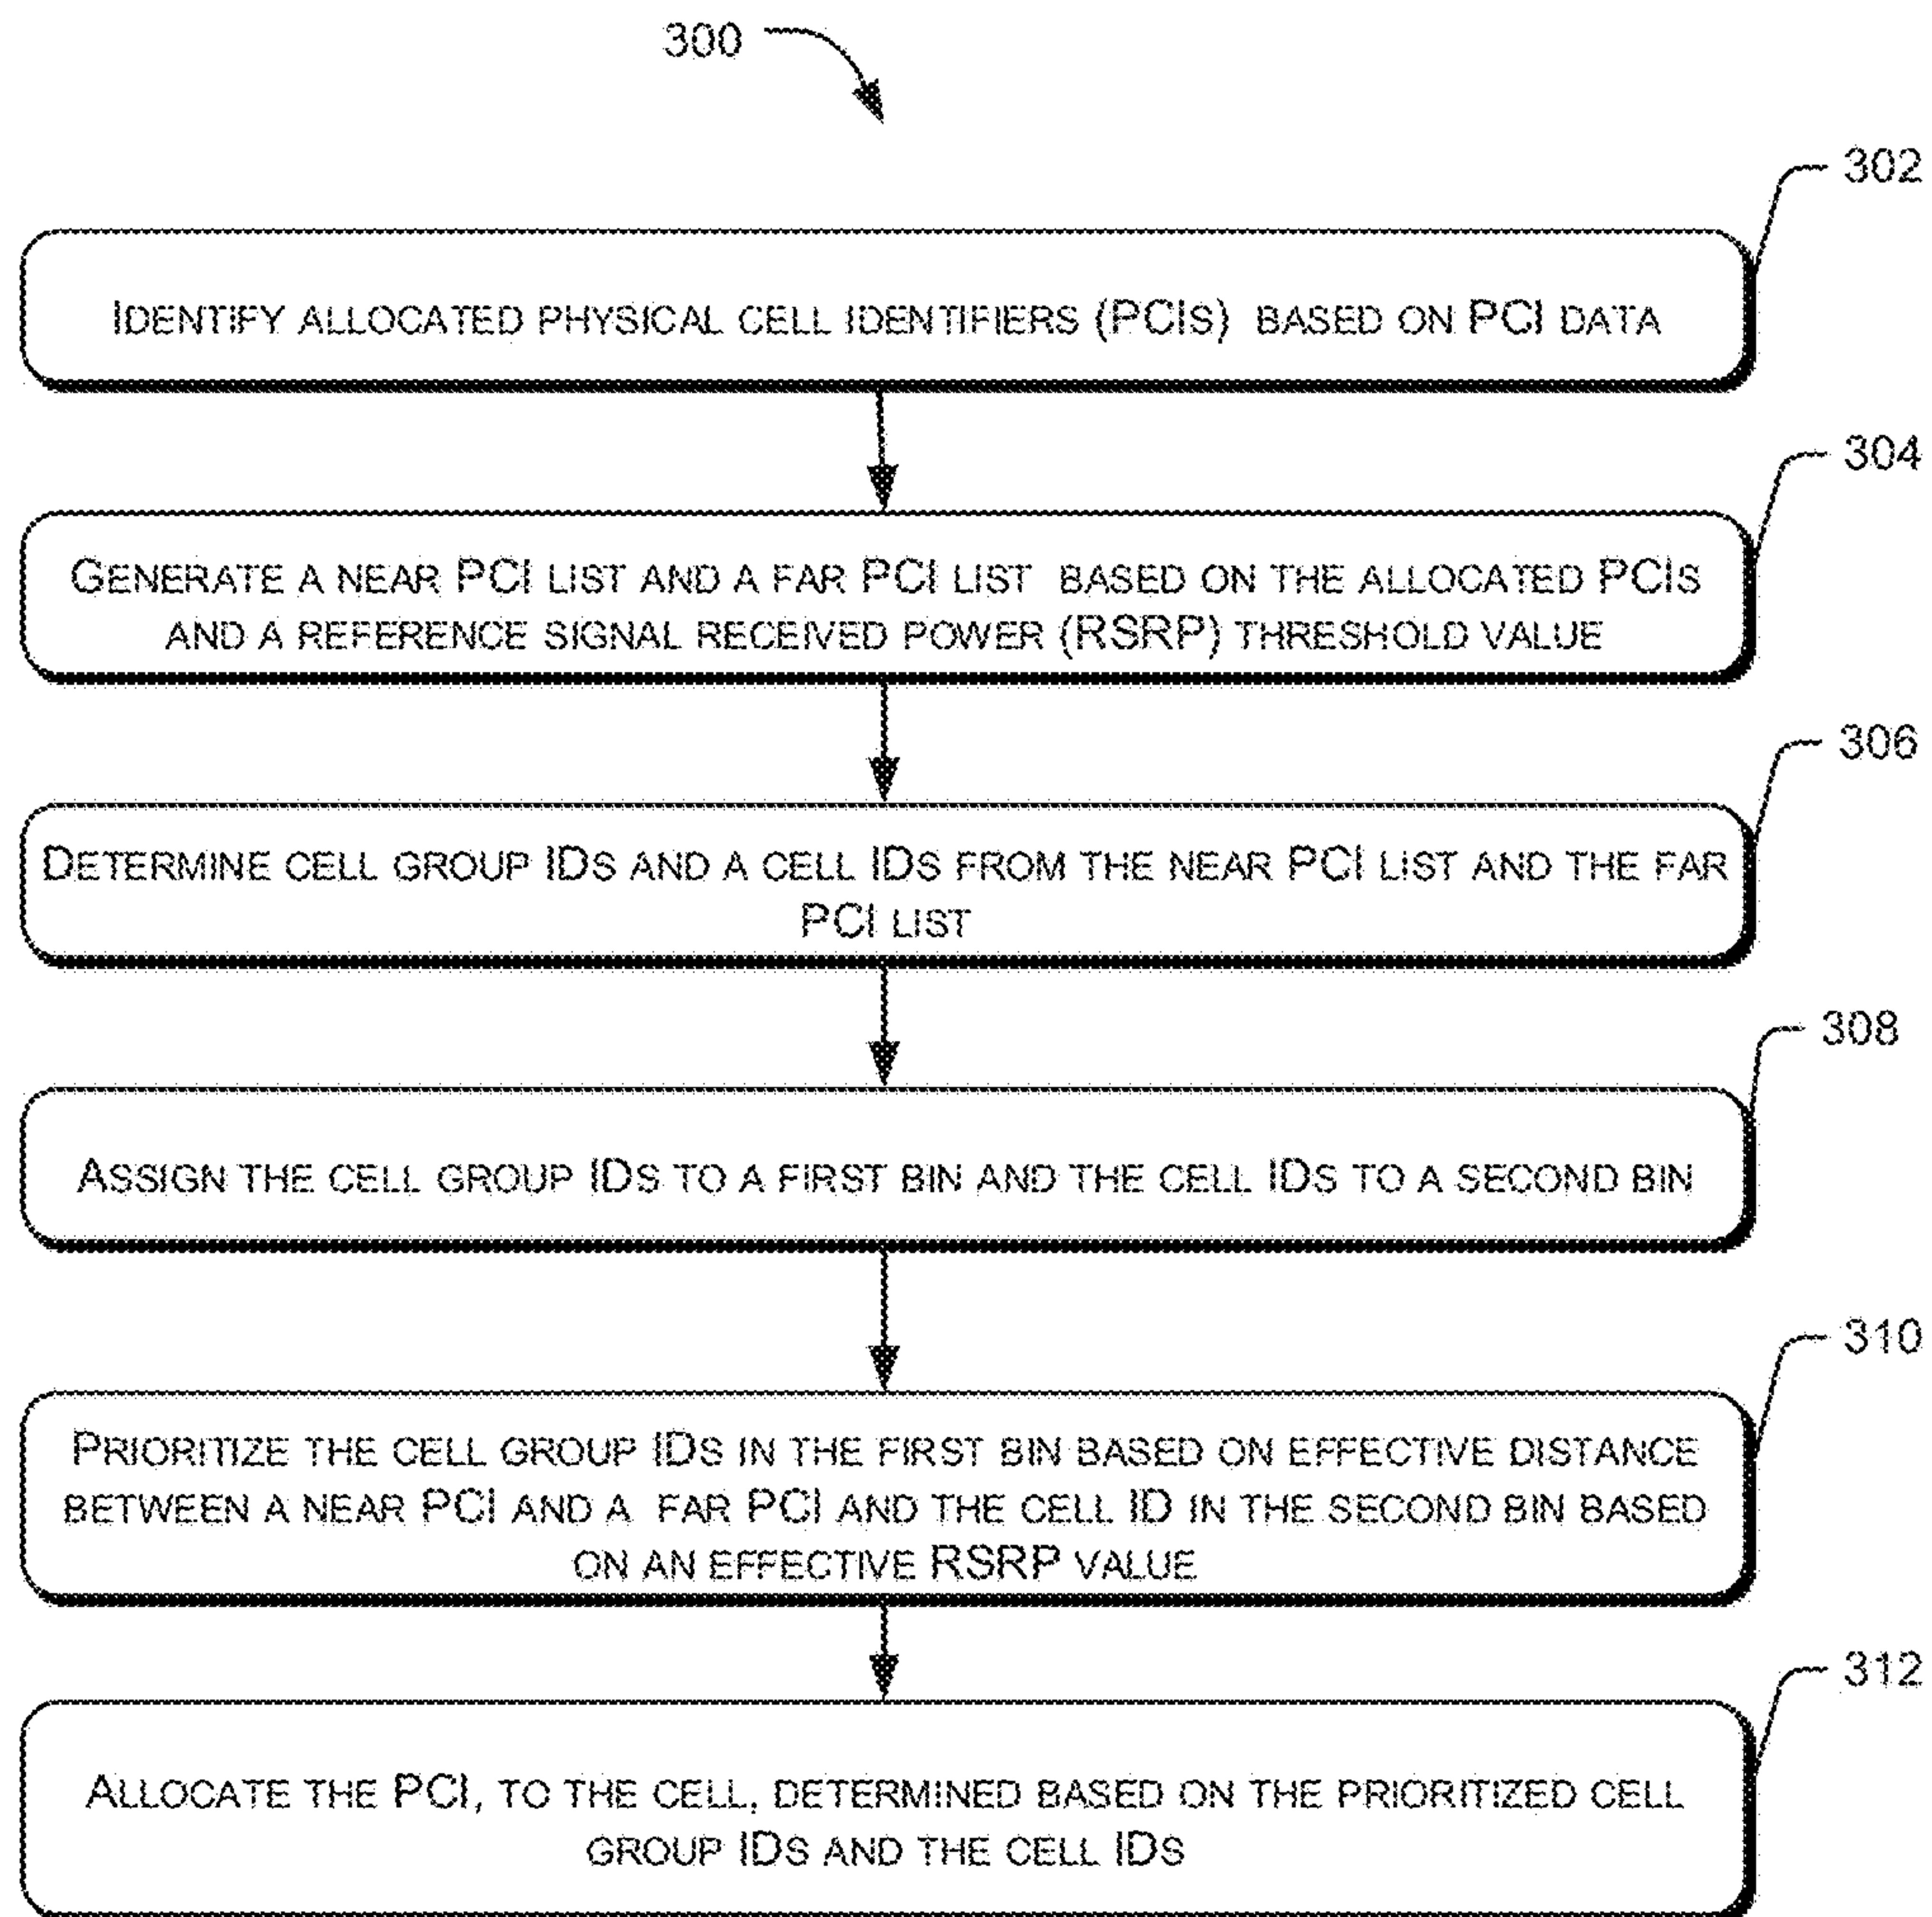 300
302
IDENTIFY ALLOCATED PHYSICAL CELL IDENTIFIERS (PCIS) BASED ON PCI DATA
304
GENERATE A NEAR PCI LIST AND A FAR PCI LIST BASED ON THE ALLOCATED PCIS
AND A REFERENCE SIGNAL RECEIVED POWER (RSRP) THRESHOLD VALUE
306
DETERMINE CELL GROUP IDS AND A CELL IDS FROM THE NEAR PCI LIST AND THE FAR
PCI LIST
308
ASSIGN THE CELL GROUP IDS TO A FIRST BIN AND THE CELL IDS TO A SECOND BIN
310
PRIORITIZE THE CELL GROUP IDS IN THE FIRST BIN BASED ON EFFECTIVE DISTANCE
BETWEEN A NEAR PCI AND A FAR PCI AND THE CELL ID IN THE SECOND BIN BASED
ON AN EFFECTIVE RSRP VALUE
312
ALLOCATE THE PCI, TO THE CELL, DETERMINED BASED ON THE PRIORITIZED CELL
GROUP IDS AND THE CELL IDS